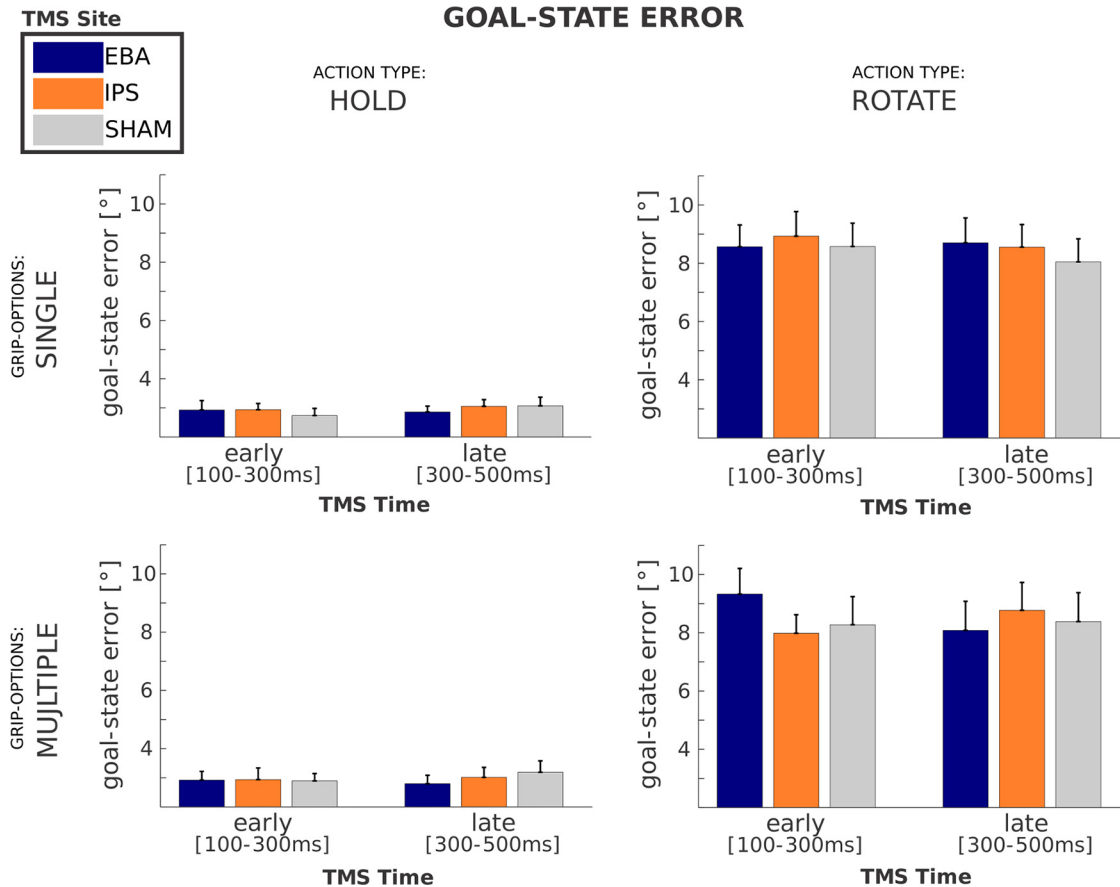 GOAL-STATE ERROR
TMS Site
EBA
IPS
SHAM
ACTION TYPE:
HOLD
ACTION TYPE:
ROTATE
GRIP-OPTIONS:
SINGLE
goal-state error [°]
10
8
6
4
early
late
[100-300ms]
[300-500ms]
TMS Time
goal-state error [°]
10
8
6
4
early
late
[100-300ms]
[300-500ms]
TMS Time
GRIP-OPTIONS:
MUJLTIPLE
goal-state error [°]
10
8
6
4
early
late
[100-300ms]
[300-500ms]
TMS Time
goal-state error [°]
10
8
6
4
early
late
[100-300ms]
[300-500ms]
TMS Time